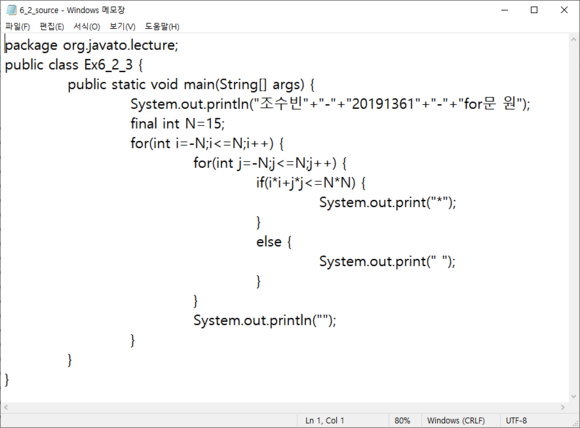 6_2_source - Windows 메모장
파일(F) 편집(E) 서식(O) 보기(V) 도움말(H)
package org.javato.lecture;
public class Ex6_2_3 {
public static void main(String[] args) {
System.out.println("조수빈"+"-"+"20191361"+"-"+"for문 원");
final int N=15;
for(int i=-N;i<=N;i++) {
for(int j=-N;j<=N;j++) {
if(i*i+j*j<=N*N) {
System.out.print("*");
}
else {
System.out.print(" ");
}
}
System.out.println("");
}
}
}
Ln 1, Col 1 80% Windows (CRLF) UTF-8